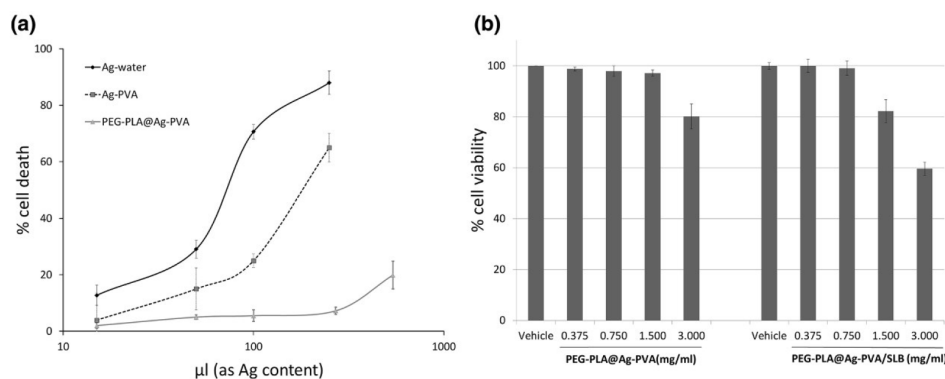 (a)
100
80
60
40
20
0
% cell death
Ag-water
Ag-PVA
PEG-PLA@Ag-PVA
10 100 1000
µl (as Ag content)
(b)
100
80
60
40
20
0
% cell viability
Vehicle 0.375 0.750 1.500 3.000 Vehicle 0.375 0.750 1.500 3.000
PEG-PLA@Ag-PVA(mg/ml) PEG-PLA@Ag-PVA/SLB (mg/ml)